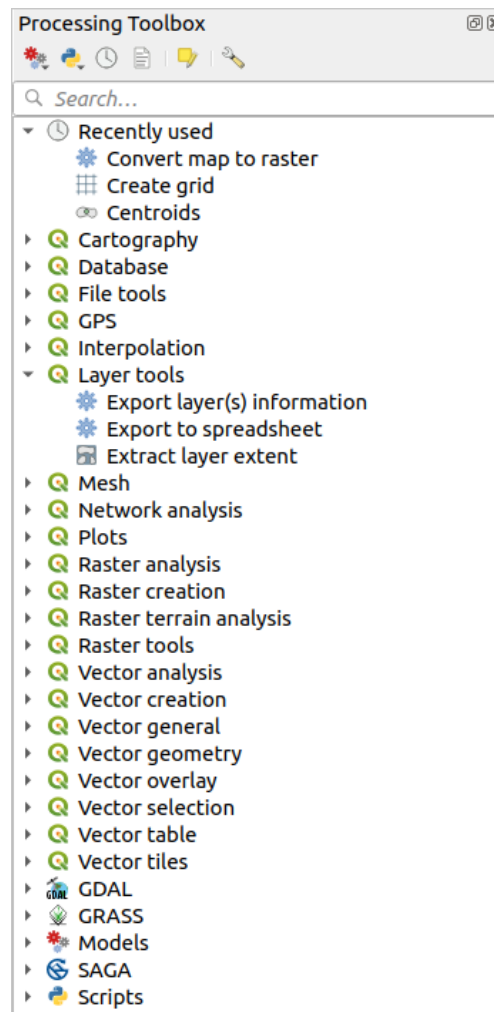 Processing Toolbox
Search...
Recently used
Convert map to raster
Create grid
Centroids
Cartography
Database
File tools
GPS
Interpolation
Layer tools
Export layer(s) information
Export to spreadsheet
Extract layer extent
Mesh
Network analysis
Plots
Raster analysis
Raster creation
Raster terrain analysis
Raster tools
Vector analysis
Vector creation
Vector general
Vector geometry
Vector overlay
Vector selection
Vector table
Vector tiles
GDAL GDAL
GRASS
Models
SAGA
Scripts